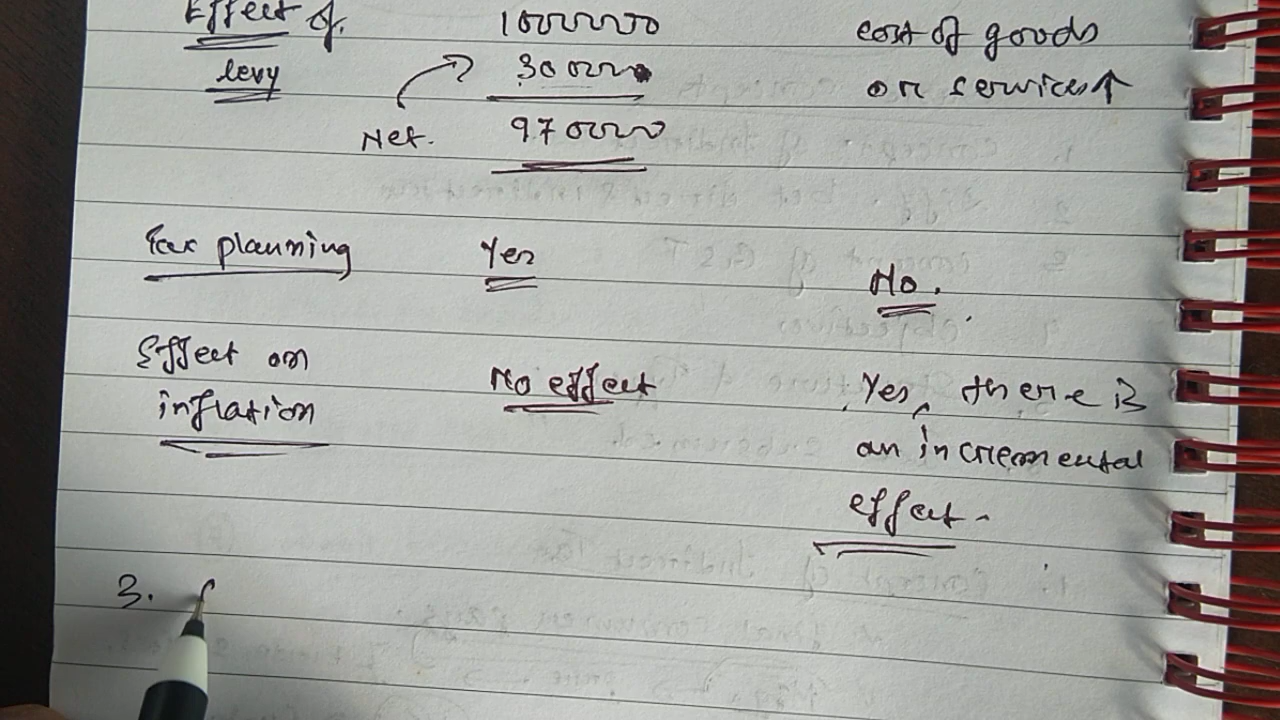 Effect of. 1000000 cost of goods
levy 30000 or services↑
Net. 970000
Tax planning Yes No.
Effect on No effect Yes, there is
inflation an incremental
effect.
3.